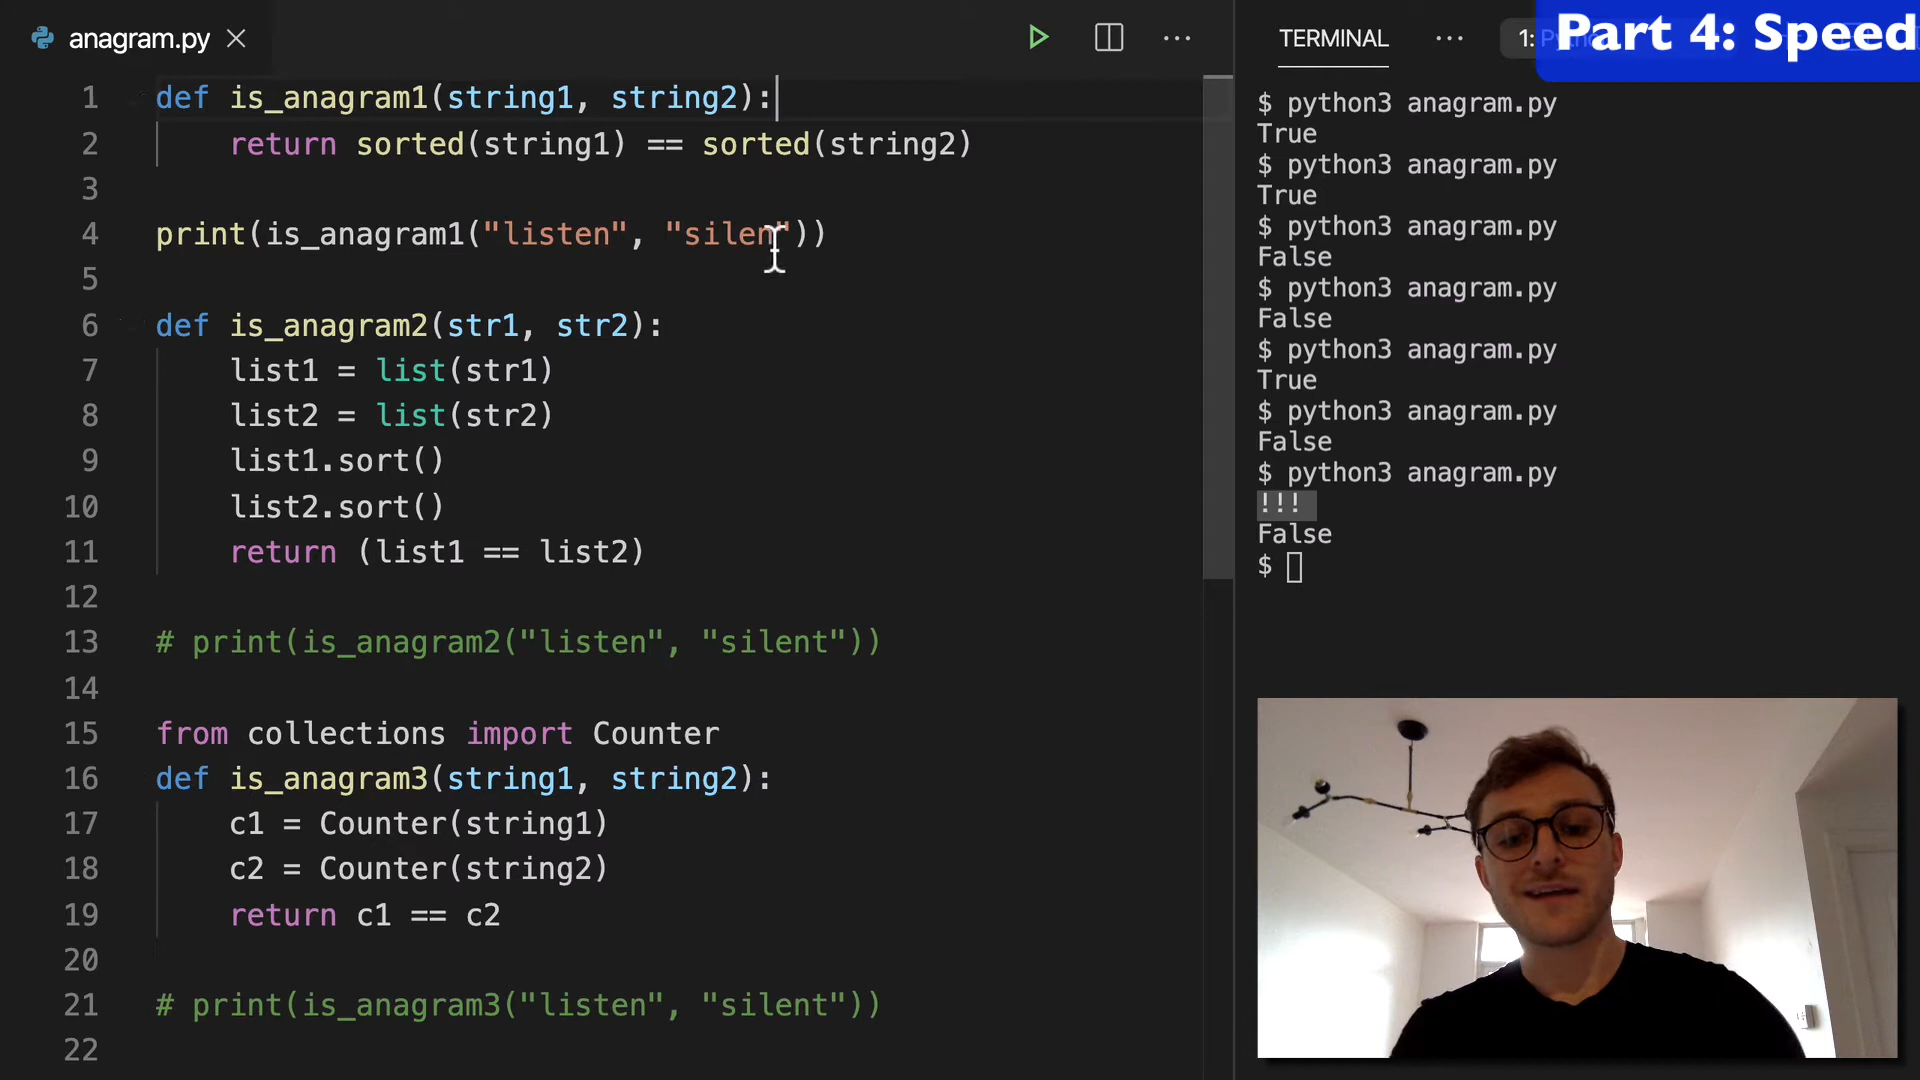 anagram.py
def is_anagram1(string1, string2):
return sorted(string1) == sorted(string2)
print(is_anagram1("listen", "silen"))
def is_anagram2(str1, str2):
list1 = list(str1)
list2 = list(str2)
list1.sort()
list2.sort()
return (list1 == list2)
# print(is_anagram2("listen", "silent"))
from collections import Counter
def is_anagram3(string1, string2):
c1 = Counter(string1)
c2 = Counter(string2)
return c1 == c2
# print(is_anagram3("listen", "silent"))
1
2
3
4
5
6
7
8
9
10
11
12
13
14
15
16
17
18
19
20
21
22
TERMINAL
1:
Part 4: Speed
$ python3 anagram.py
True
$ python3 anagram.py
True
$ python3 anagram.py
False
$ python3 anagram.py
False
$ python3 anagram.py
True
$ python3 anagram.py
False
$ python3 anagram.py
!!!
False
$